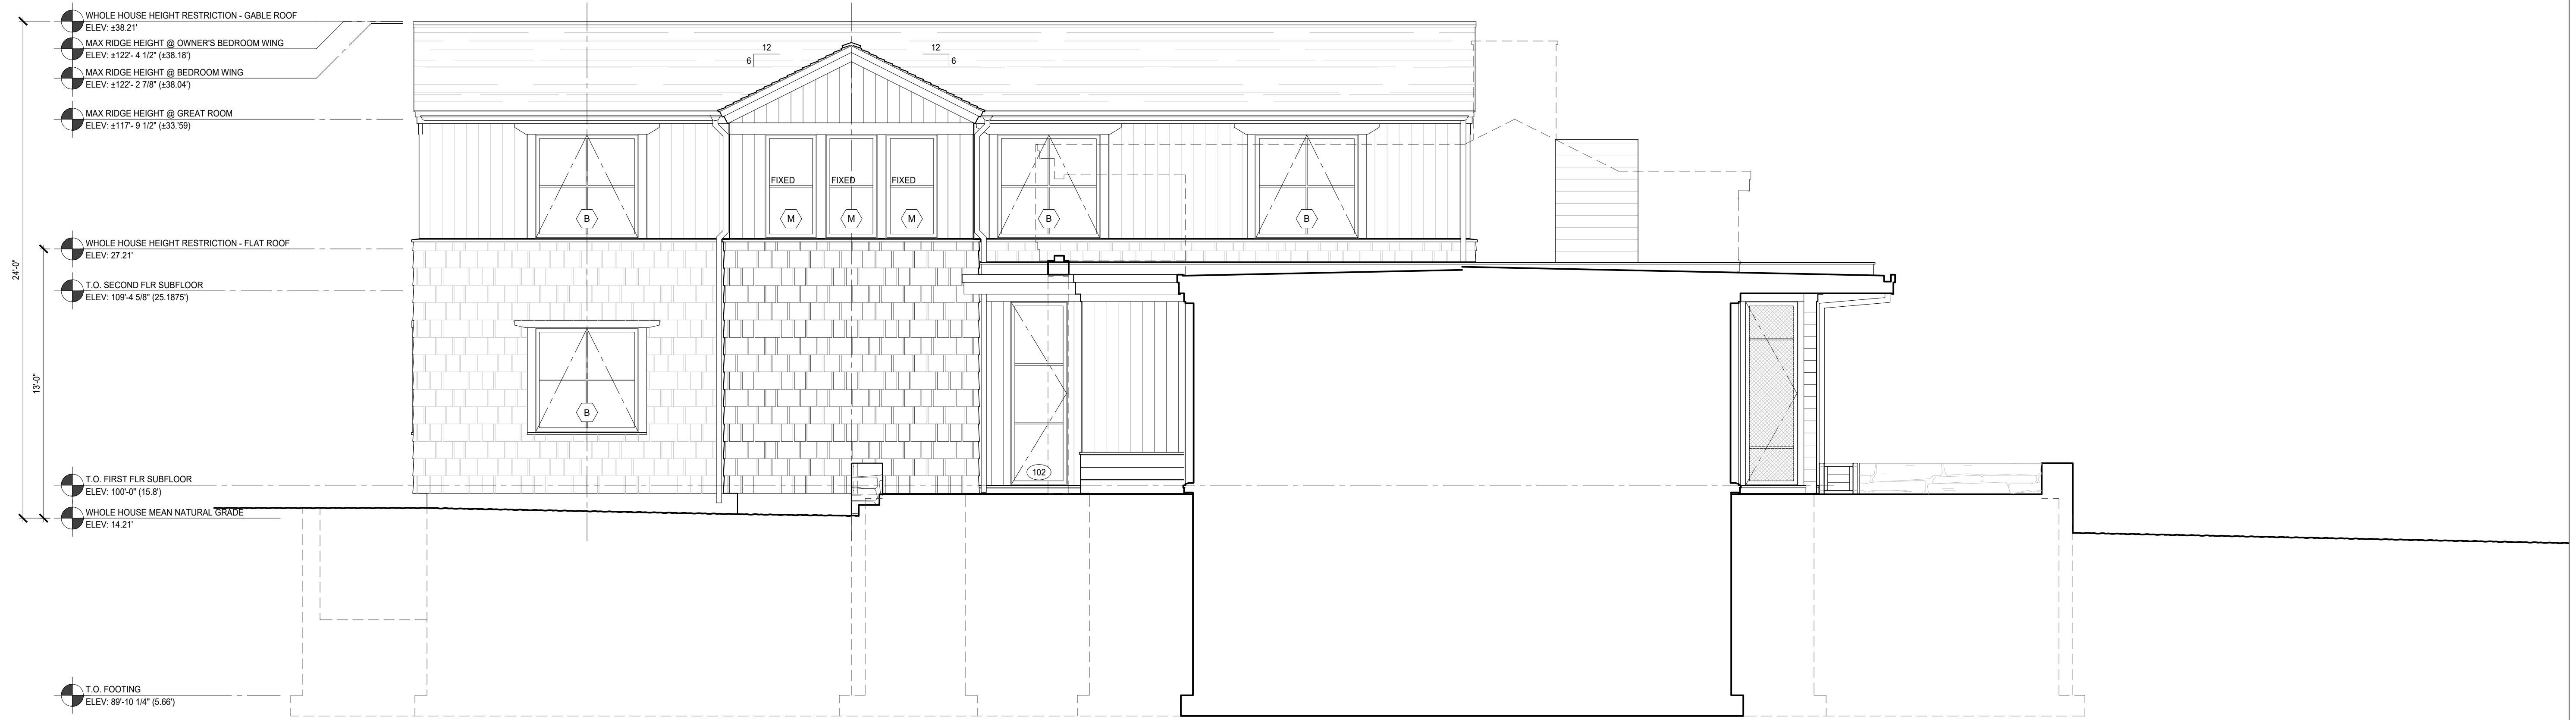 WHOLE HOUSE HEIGHT RESTRICTION - GABLE ROOF
ELEV: ±38.21'
MAX RIDGE HEIGHT @ OWNER'S BEDROOM WING
ELEV: ±122'- 4 1/2" (±38.18')
MAX RIDGE HEIGHT @ BEDROOM WING
ELEV: ±122'- 2 7/8" (±38.04')
MAX RIDGE HEIGHT @ GREAT ROOM
ELEV: ±117'- 9 1/2" (±33.'59)
12
6
12
6
FIXED
FIXED
FIXED
B
M
M
M
B
B
WHOLE HOUSE HEIGHT RESTRICTION - FLAT ROOF
ELEV: 27.21'
24'-0"
T.O. SECOND FLR SUBFLOOR
ELEV: 109'-4 5/8" (25.1875')
13'-0"
B
102
T.O. FIRST FLR SUBFLOOR
ELEV: 100'-0" (15.8')
WHOLE HOUSE MEAN NATURAL GRADE
ELEV: 14.21'
T.O. FOOTING
ELEV: 89'-10 1/4" (5.66')